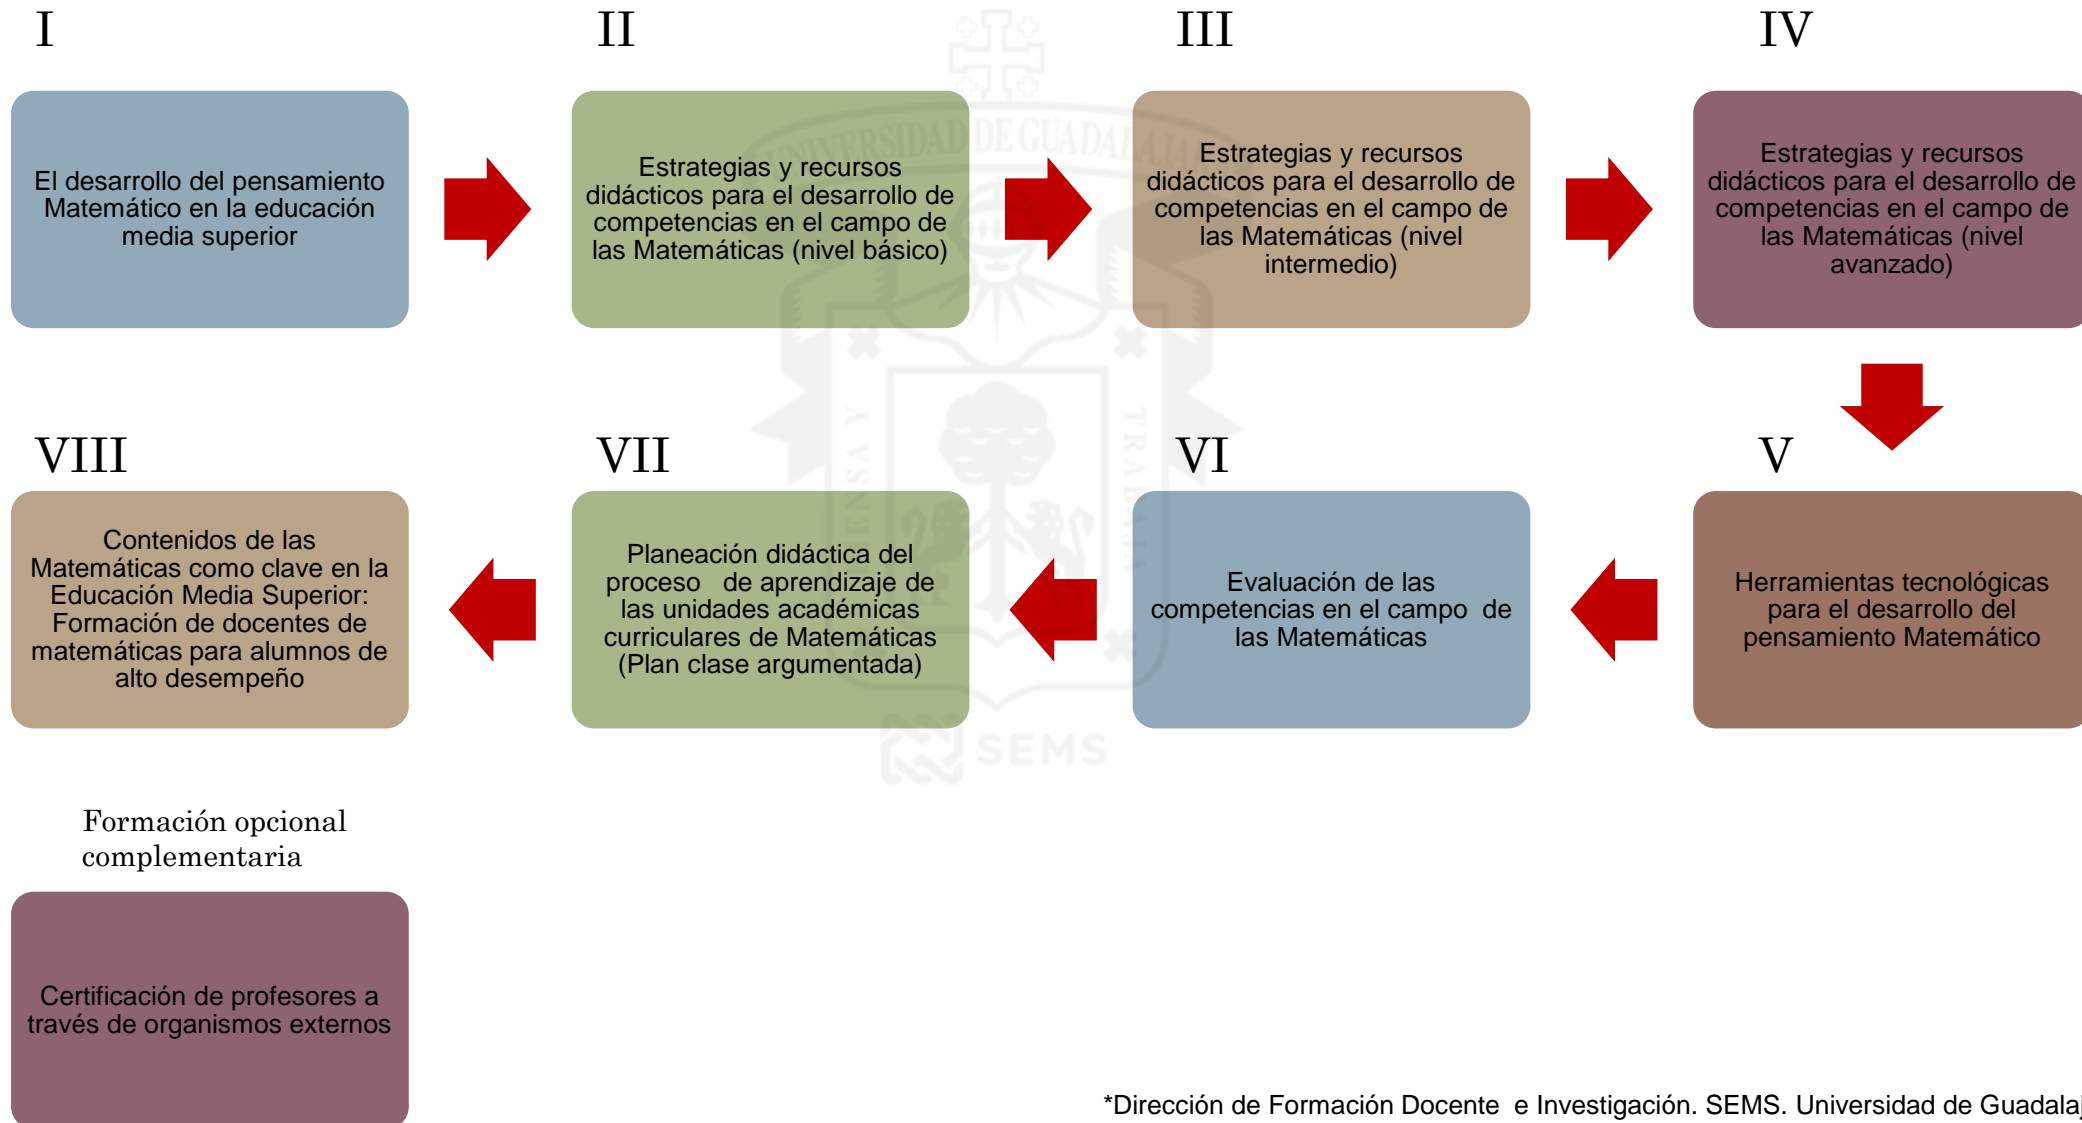 I
El desarrollo del pensamiento
Matemático en la educación
media superior
II
Estrategias y recursos
didácticos para el desarrollo de
competencias en el campo de
las Matemáticas (nivel básico)
III
Estrategias y recursos
didácticos para el desarrollo de
competencias en el campo de
las Matemáticas (nivel
intermedio)
IV
Estrategias y recursos
didácticos para el desarrollo de
competencias en el campo de
las Matemáticas (nivel
avanzado)
V
Herramientas tecnológicas
para el desarrollo del
pensamiento Matemático
VI
Evaluación de las
competencias en el campo de
las Matemáticas
VII
Planeación didáctica del
proceso de aprendizaje de
las unidades académicas
curriculares de Matemáticas
(Plan clase argumentada)
VIII
Contenidos de las
Matemáticas como clave en la
Educación Media Superior:
Formación de docentes de
matemáticas para alumnos de
alto desempeño
Formación opcional
complementaria
Certificación de profesores a
través de organismos externos
UNIVERSIDAD DE GUADALAJARA
PIENSA Y
TRABAJA
SEMS
*Dirección de Formación Docente e Investigación. SEMS. Universidad de Guadalaj